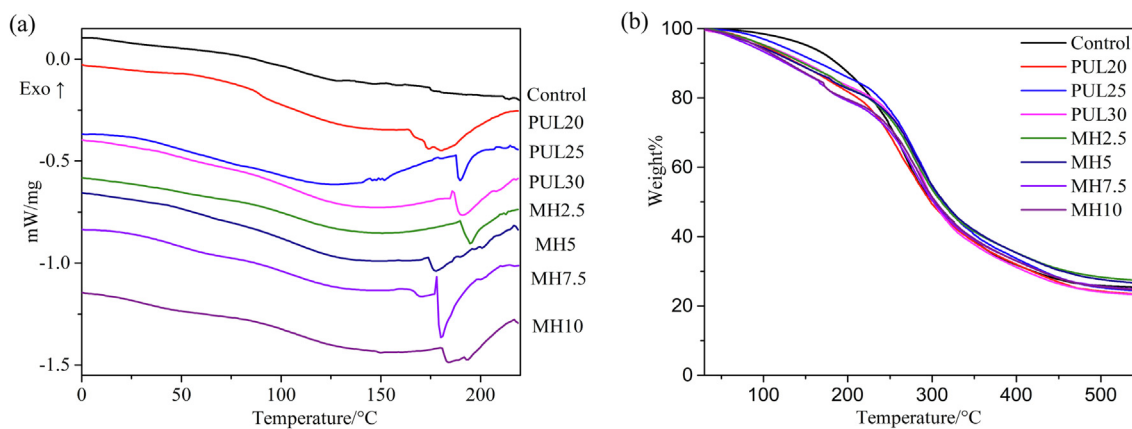 (a)
0.0
Exo ↑
-0.5
-1.0
-1.5
mW/mg
Control
PUL20
PUL25
PUL30
MH2.5
MH5
MH7.5
MH10
0 50 100 150 200
Temperature/°C
(b)
100
80
60
40
20
0
Weight%
Control
PUL20
PUL25
PUL30
MH2.5
MH5
MH7.5
MH10
100 200 300 400 500
Temperature/°C